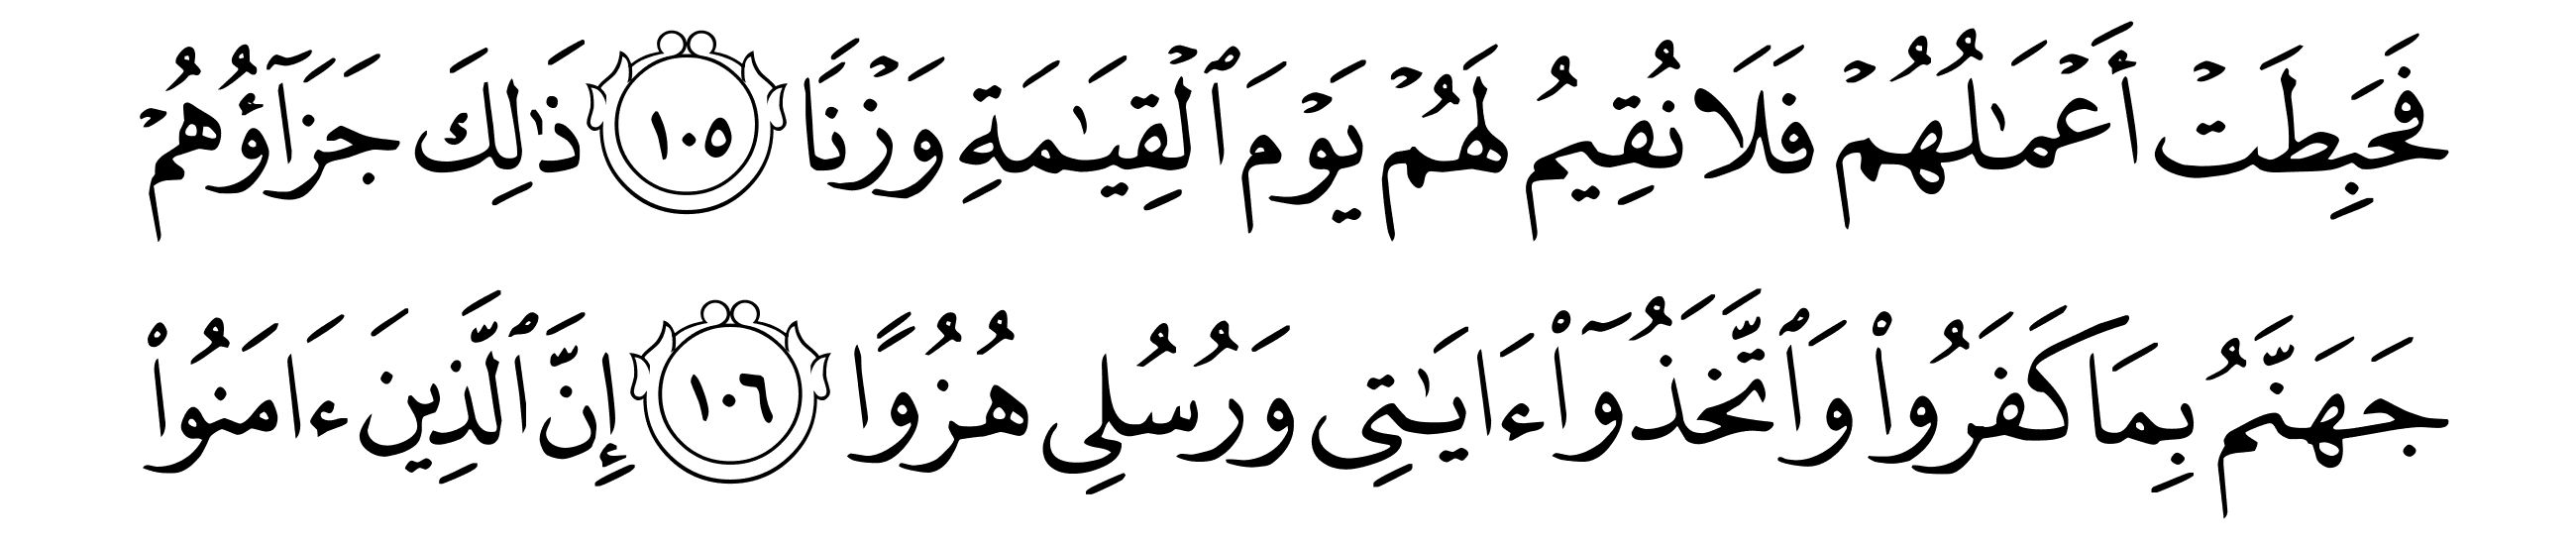 فَحَبِطَتْ أَعْمَـٰلُهُمْ فَلَا نُقِيمُ لَهُمْ يَوْمَ ٱلْقِيَـٰمَةِ وَزْنًا ١٠٥ ذَٰلِكَ جَزَآؤُهُمْ
جَهَنَّمُ بِمَا كَفَرُوا۟ وَٱتَّخَذُوٓا۟ ءَايَـٰتِى وَرُسُلِى هُزُوًا ١٠٦ إِنَّ ٱلَّذِينَ ءَامَنُوا۟